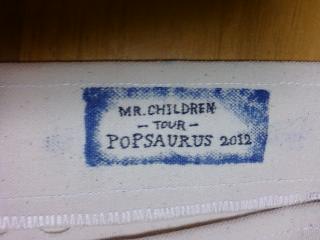 MR.CHILDREN
- TOUR -
POPSAURUS 2012